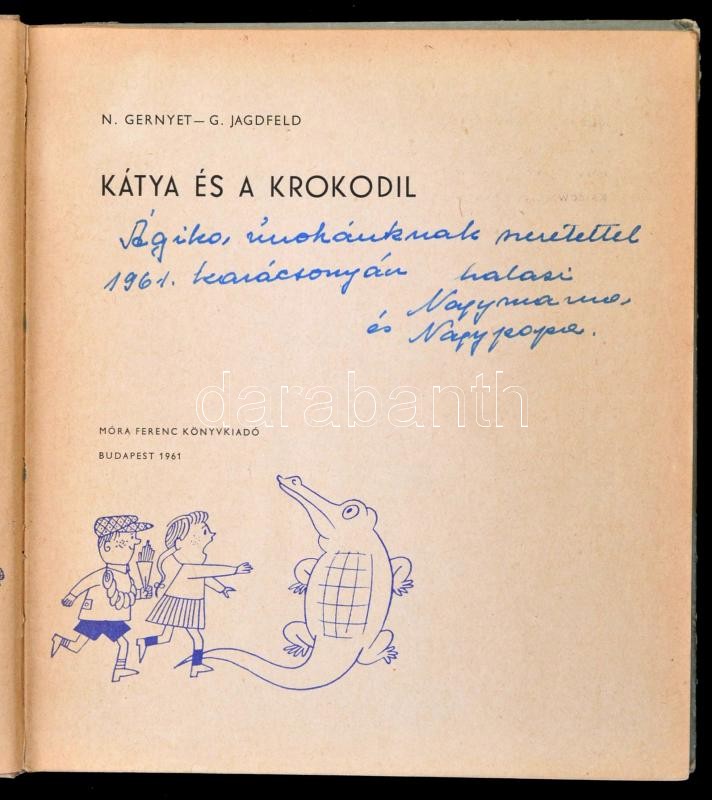 N. GERNYET — G. JAGDFELD
KÁTYA ÉS A KROKODIL
Ágika, unokánknak szeretettel
1961. karácsonyán halasi
Nagymama,
és Nagypapa.
darabanth
MÓRA FERENC KÖNYVKIADÓ
BUDAPEST 1961